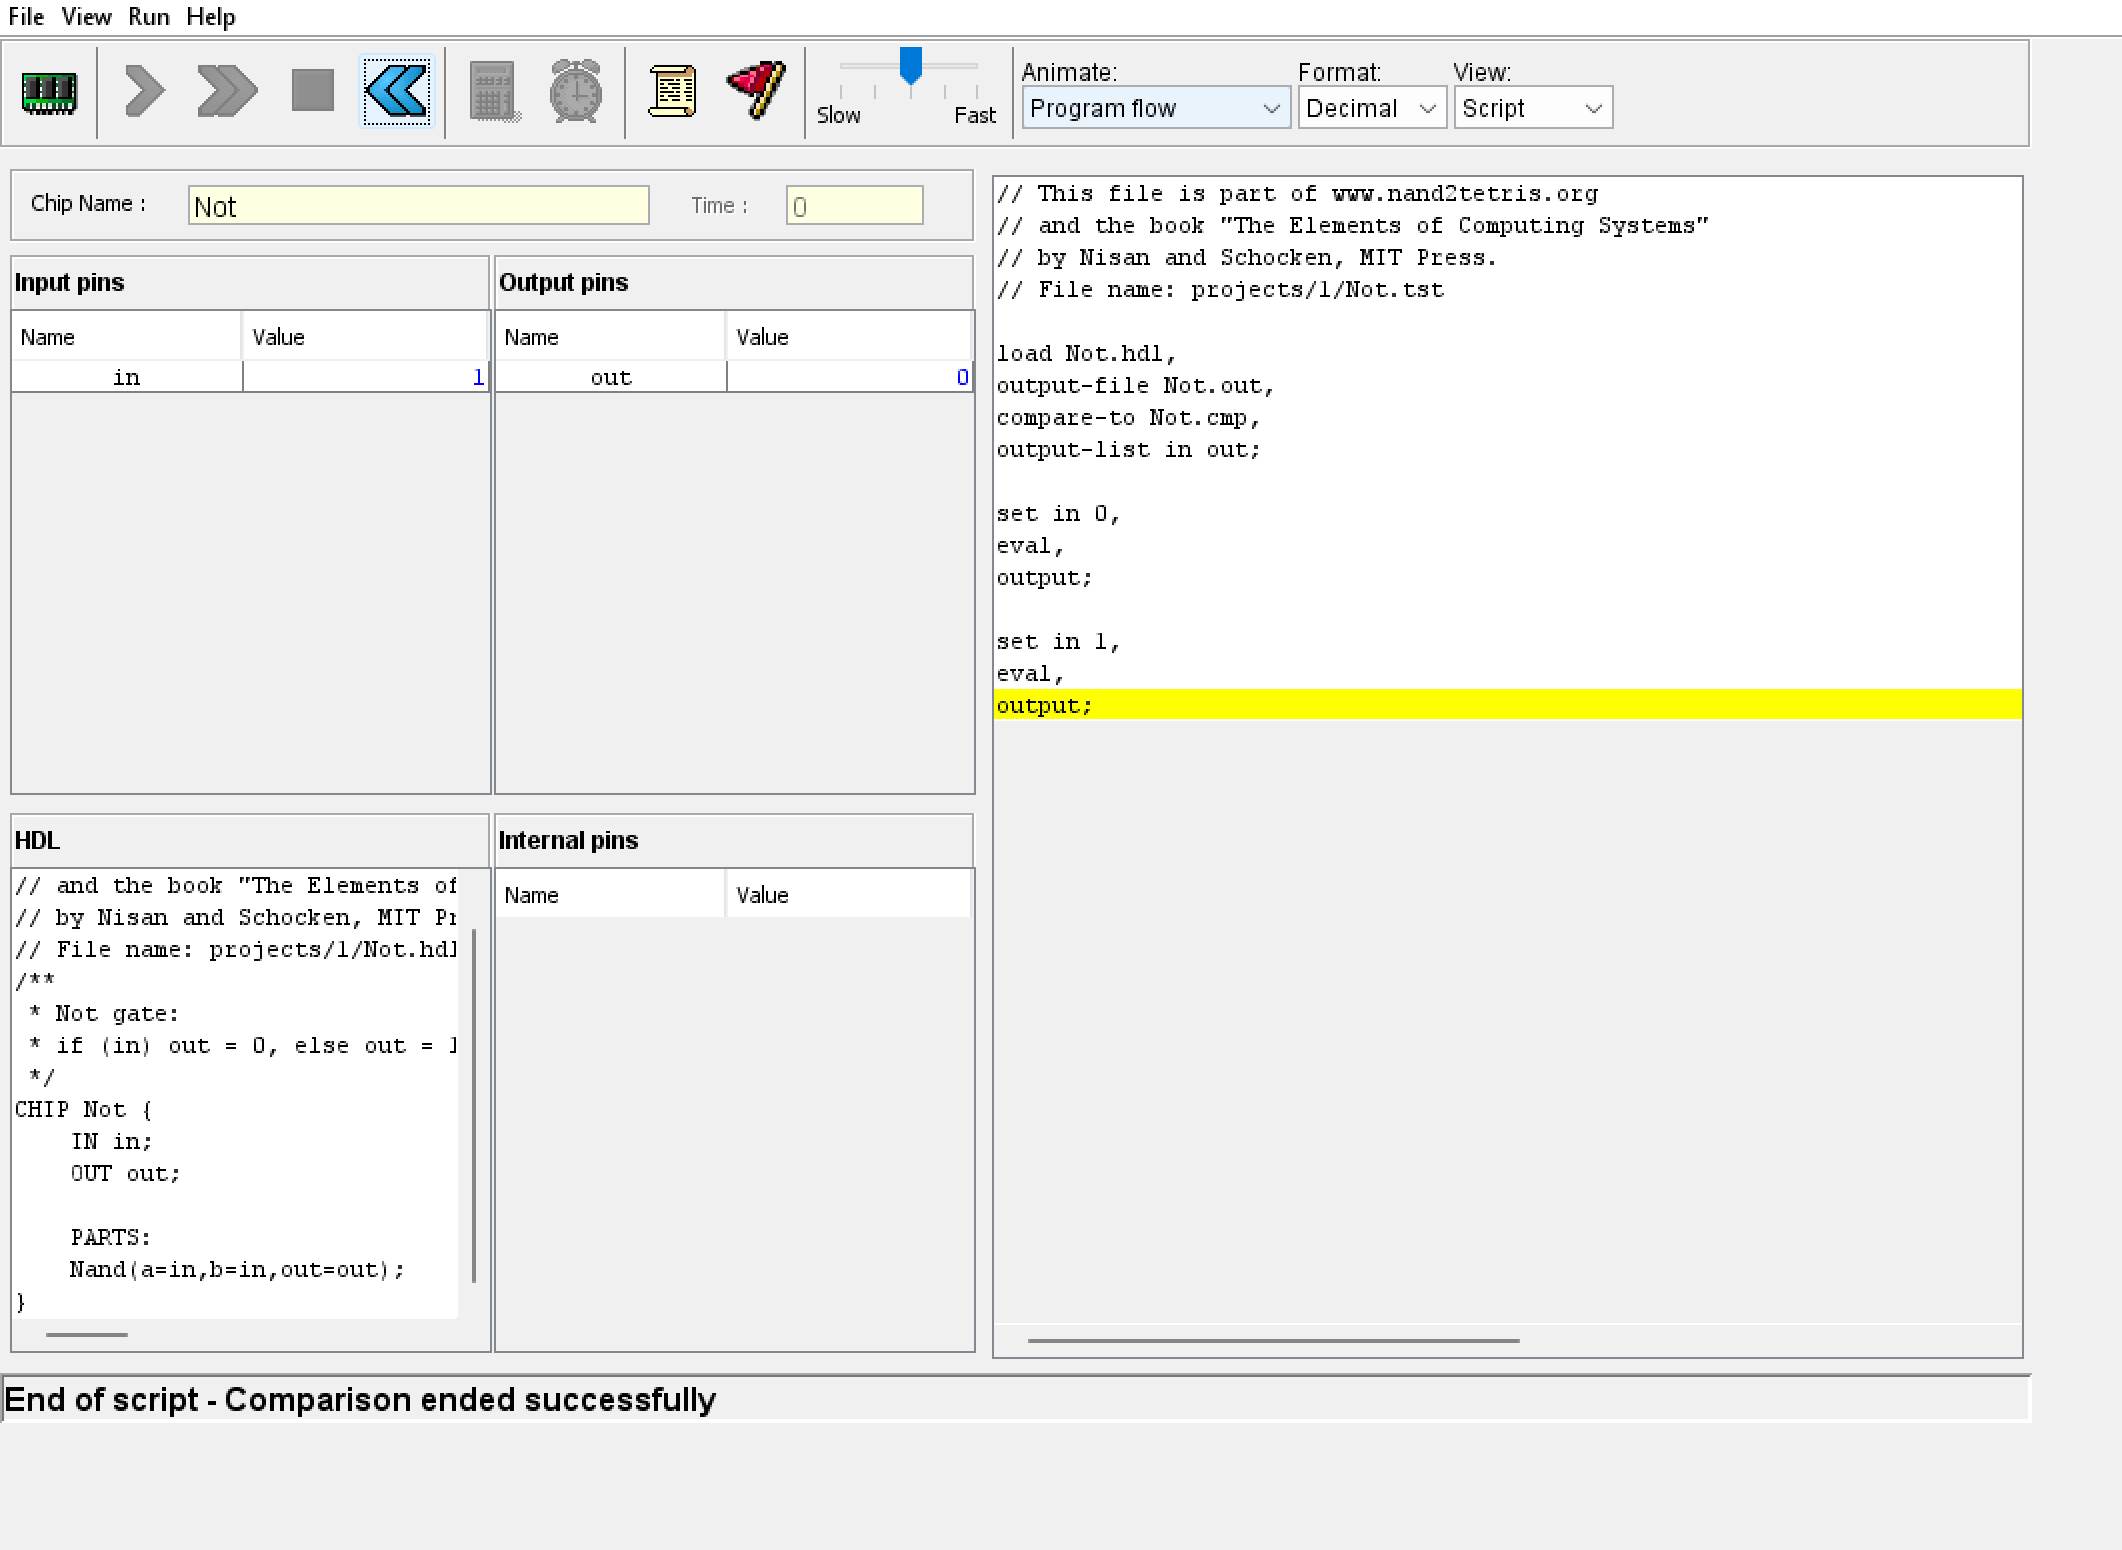 File View Run Help
Animate: Format: View:
Slow Fast Program flow Decimal Script
Chip Name : Not Time : 0
Input pins
Name Value
in 1
Output pins
Name Value
out 0
HDL
// and the book "The Elements of
// by Nisan and Schocken, MIT Pr
// File name: projects/1/Not.hdl
/**
* Not gate:
* if (in) out = 0, else out = 1
*/
CHIP Not {
IN in;
OUT out;
PARTS:
Nand(a=in,b=in,out=out);
}
Internal pins
Name Value
// This file is part of www.nand2tetris.org
// and the book "The Elements of Computing Systems"
// by Nisan and Schocken, MIT Press.
// File name: projects/1/Not.tst
load Not.hdl,
output-file Not.out,
compare-to Not.cmp,
output-list in out;
set in 0,
eval,
output;
set in 1,
eval,
output;
End of script - Comparison ended successfully